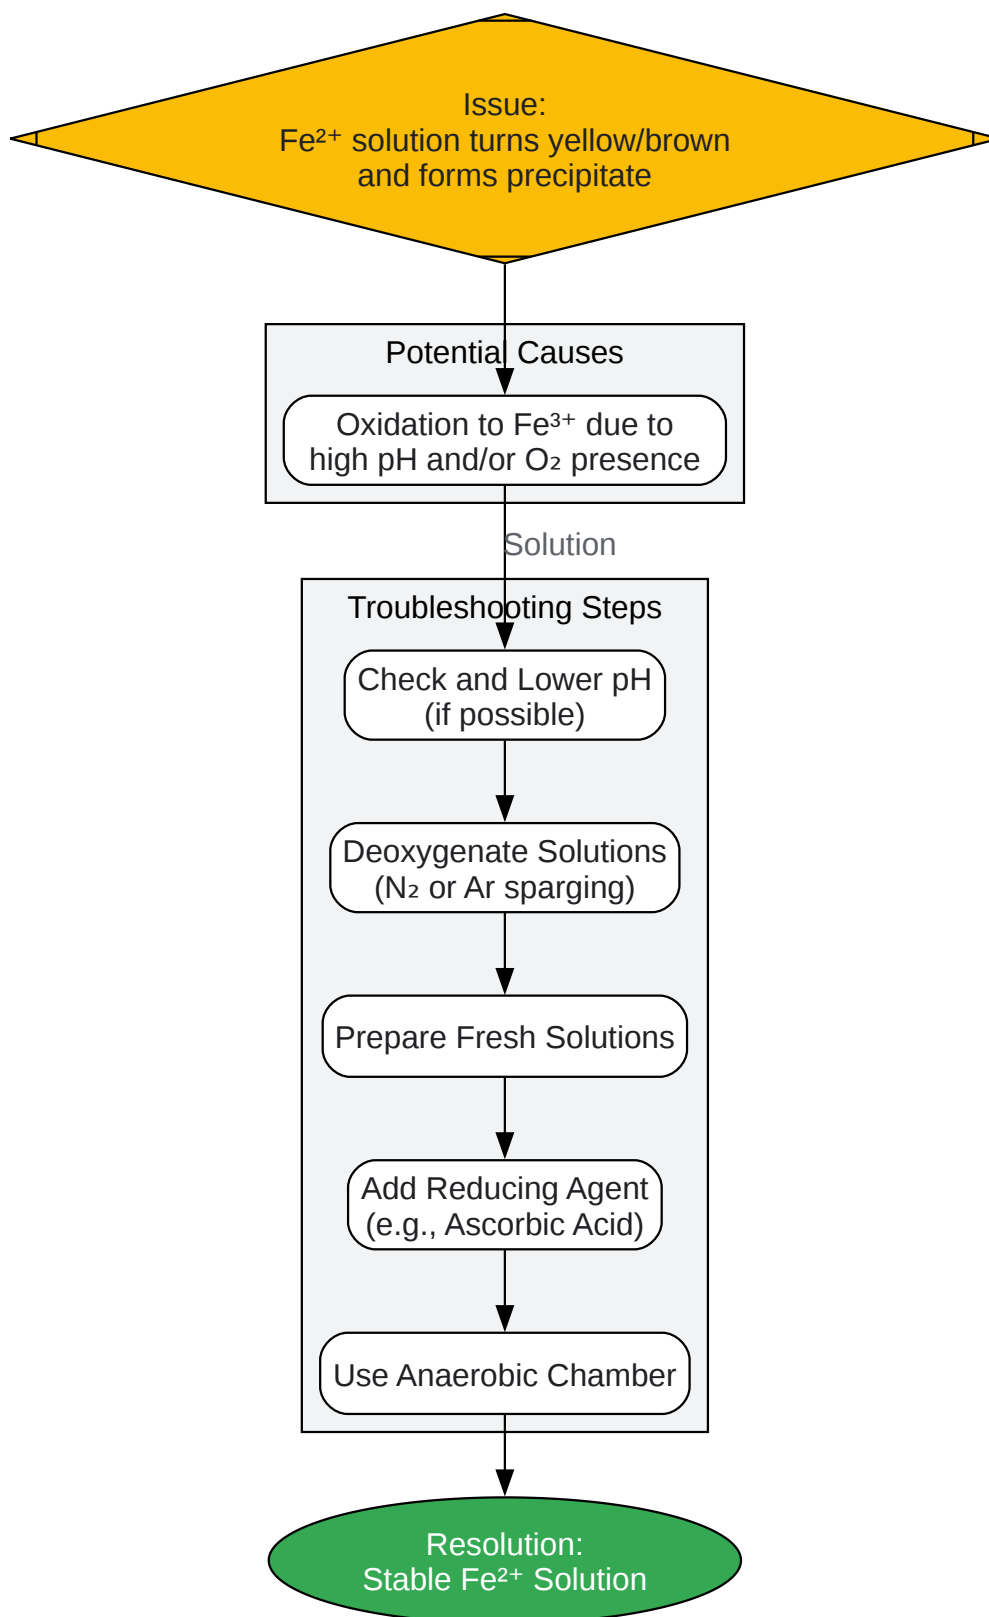 Issue:
Fe²⁺ solution turns yellow/brown
and forms precipitate
Potential Causes
Oxidation to Fe³⁺ due to
high pH and/or O₂ presence
Solution
Troubleshooting Steps
Check and Lower pH
(if possible)
Deoxygenate Solutions
(N₂ or Ar sparging)
Prepare Fresh Solutions
Add Reducing Agent
(e.g., Ascorbic Acid)
Use Anaerobic Chamber
Resolution:
Stable Fe²⁺ Solution